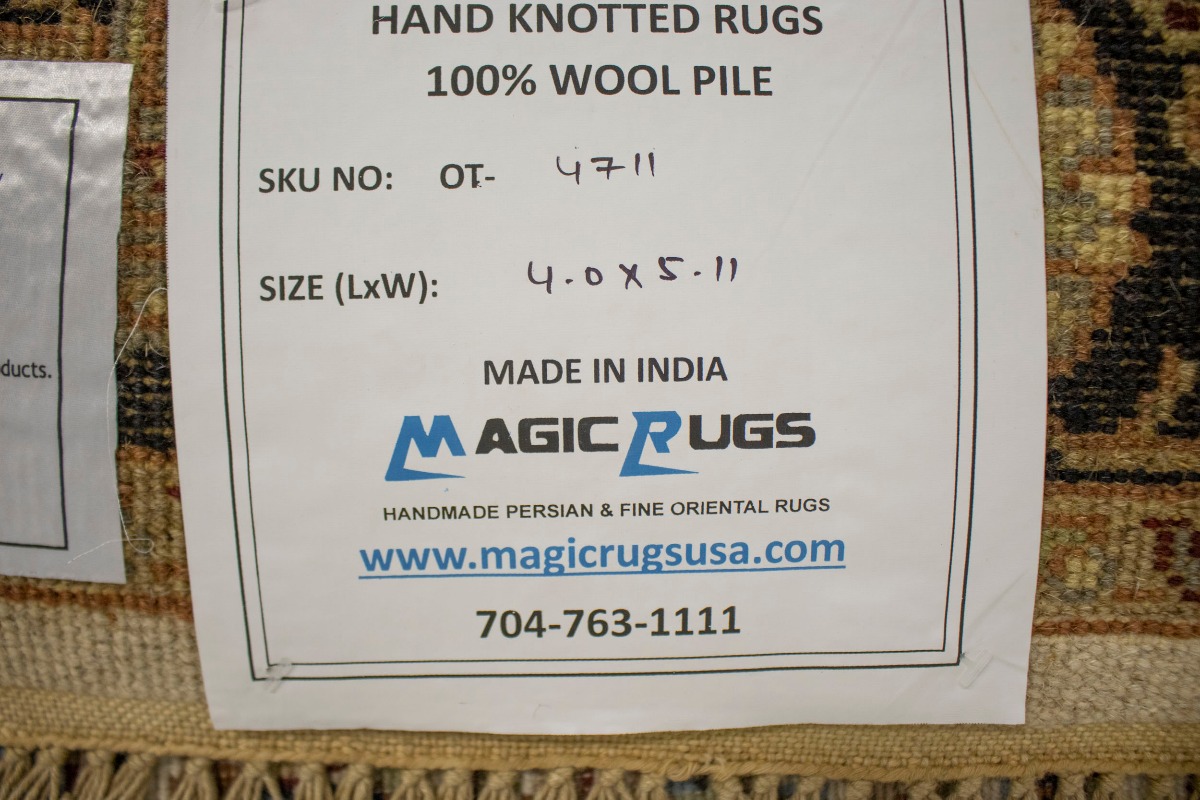 HAND KNOTTED RUGS
100% WOOL PILE
SKU NO: OT- 4711
SIZE (LxW): 4.0 x 5.11
MADE IN INDIA
MAGIC RUGS
HANDMADE PERSIAN & FINE ORIENTAL RUGS
www.magicrugsusa.com
704-763-1111